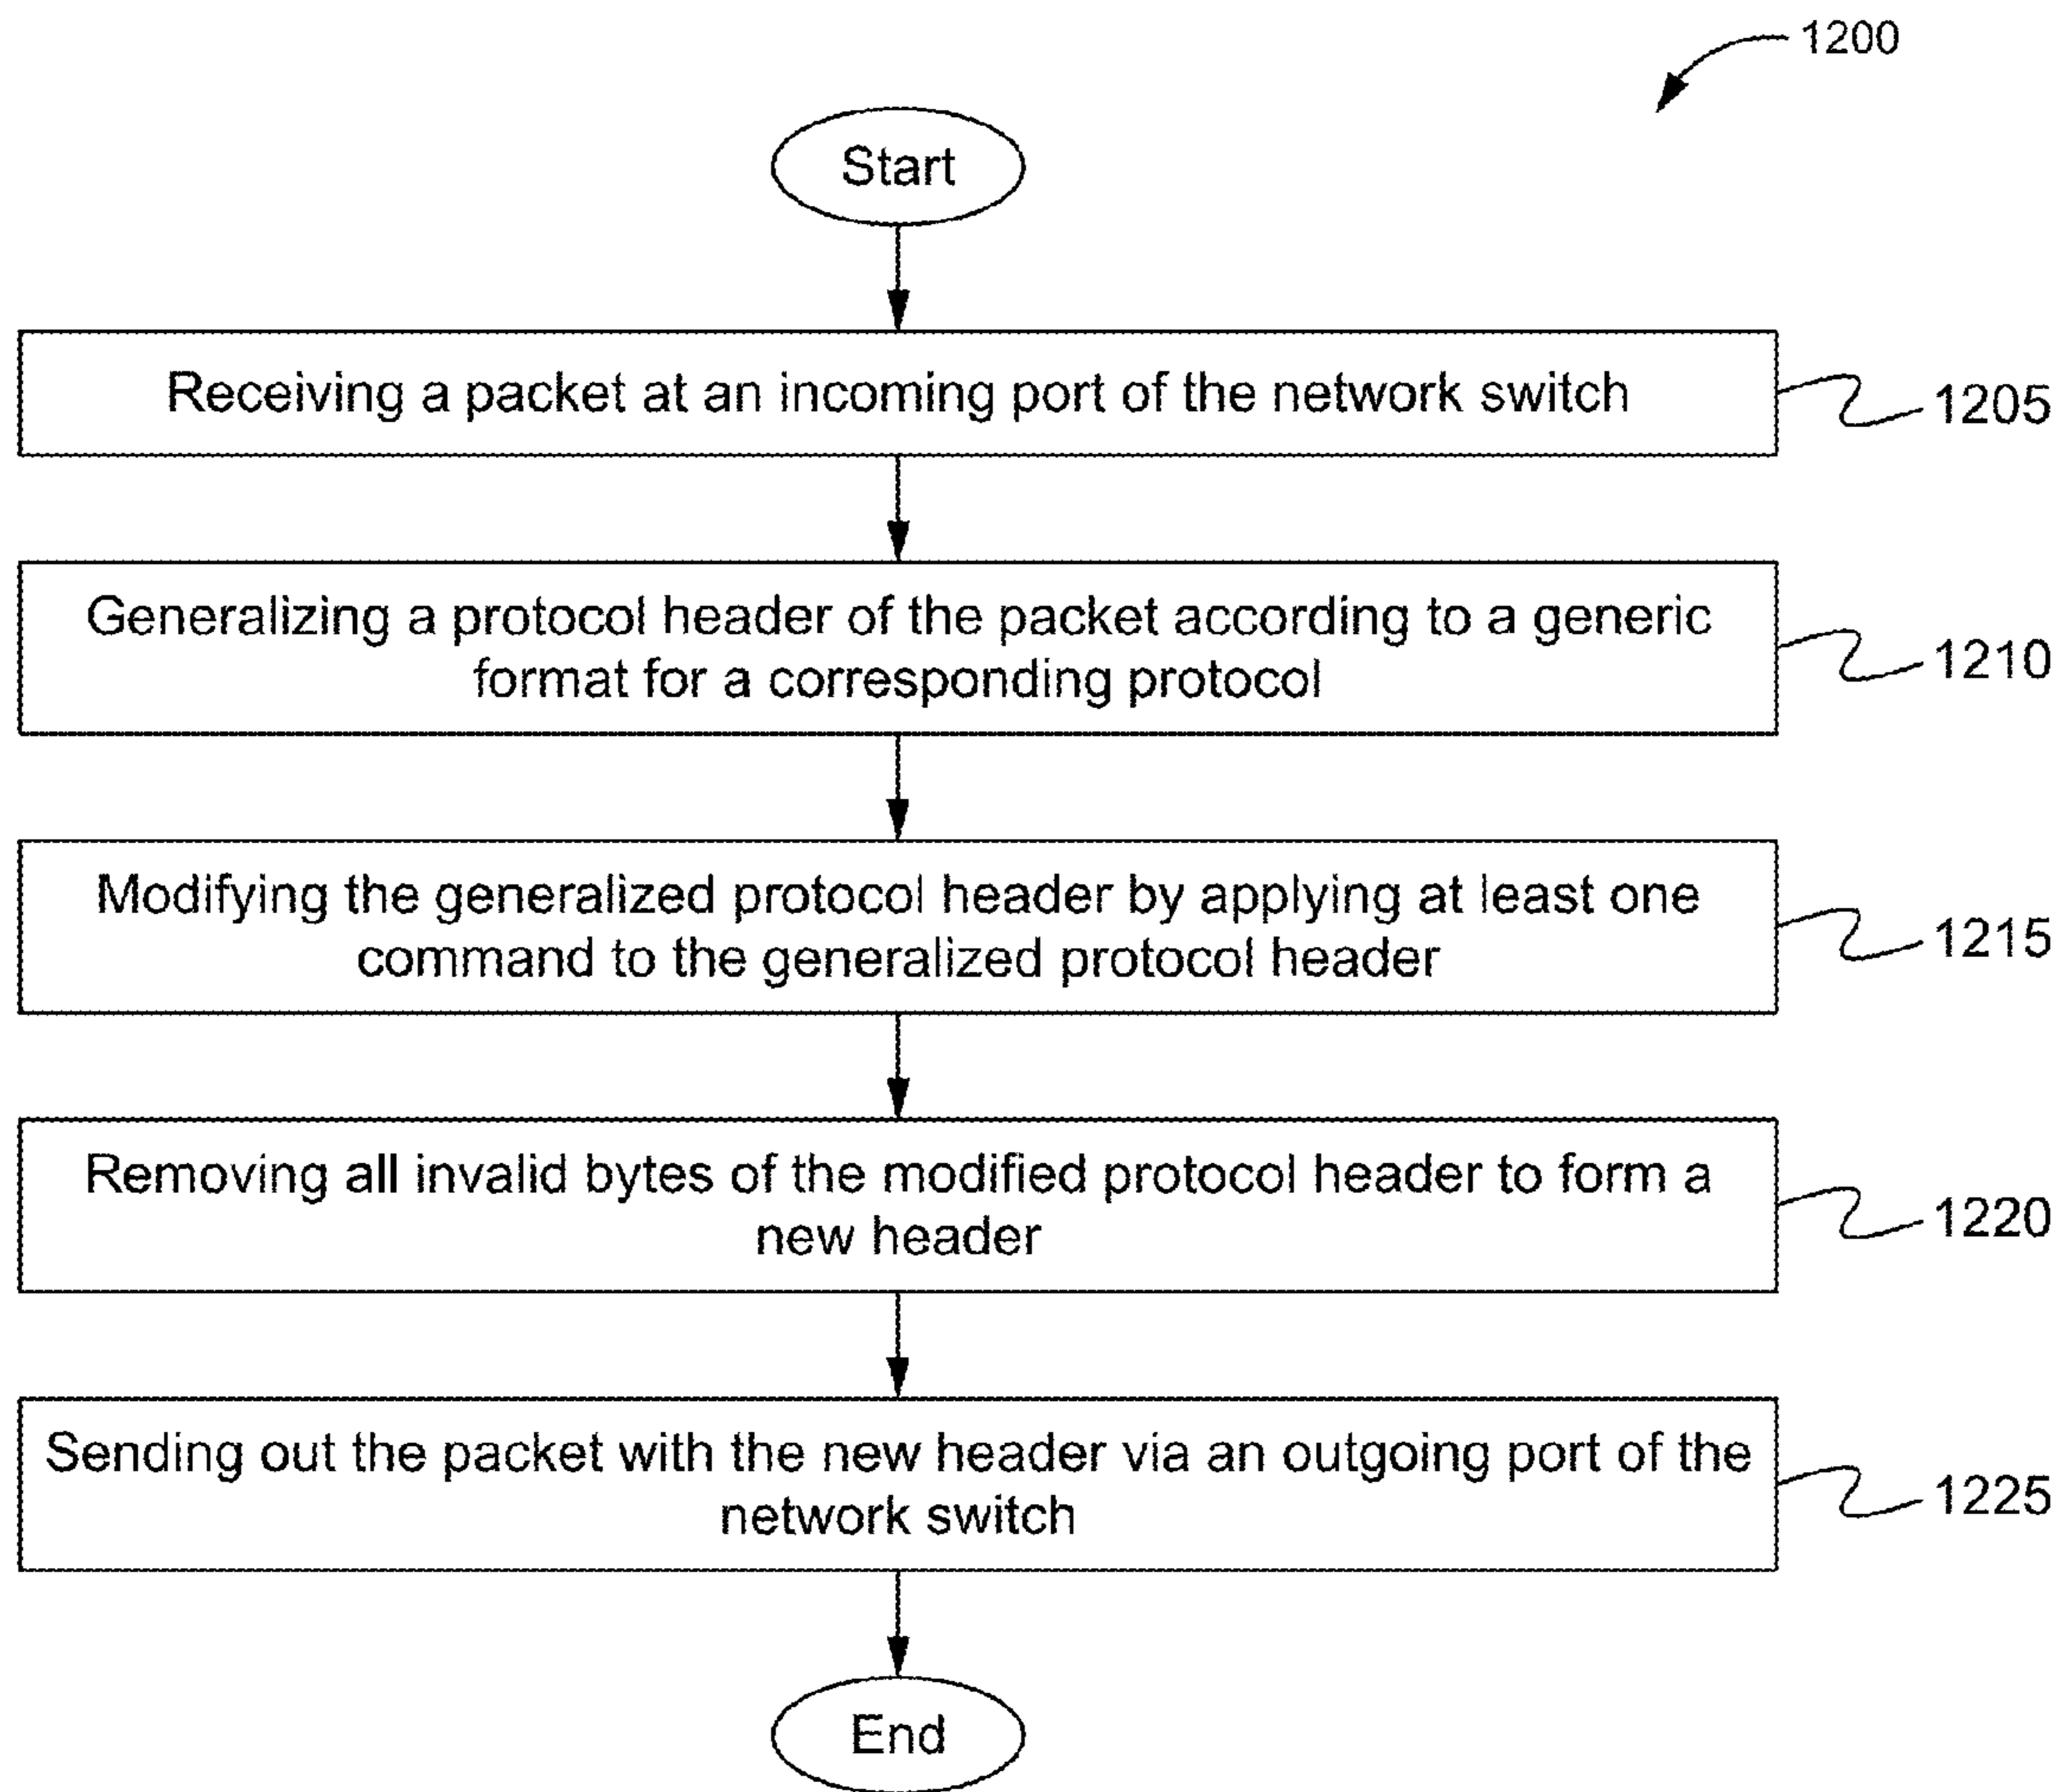 1200
Start
Receiving a packet at an incoming port of the network switch
1205
Generalizing a protocol header of the packet according to a generic
format for a corresponding protocol
1210
Modifying the generalized protocol header by applying at least one
command to the generalized protocol header
1215
Removing all invalid bytes of the modified protocol header to form a
new header
1220
Sending out the packet with the new header via an outgoing port of the
network switch
1225
End